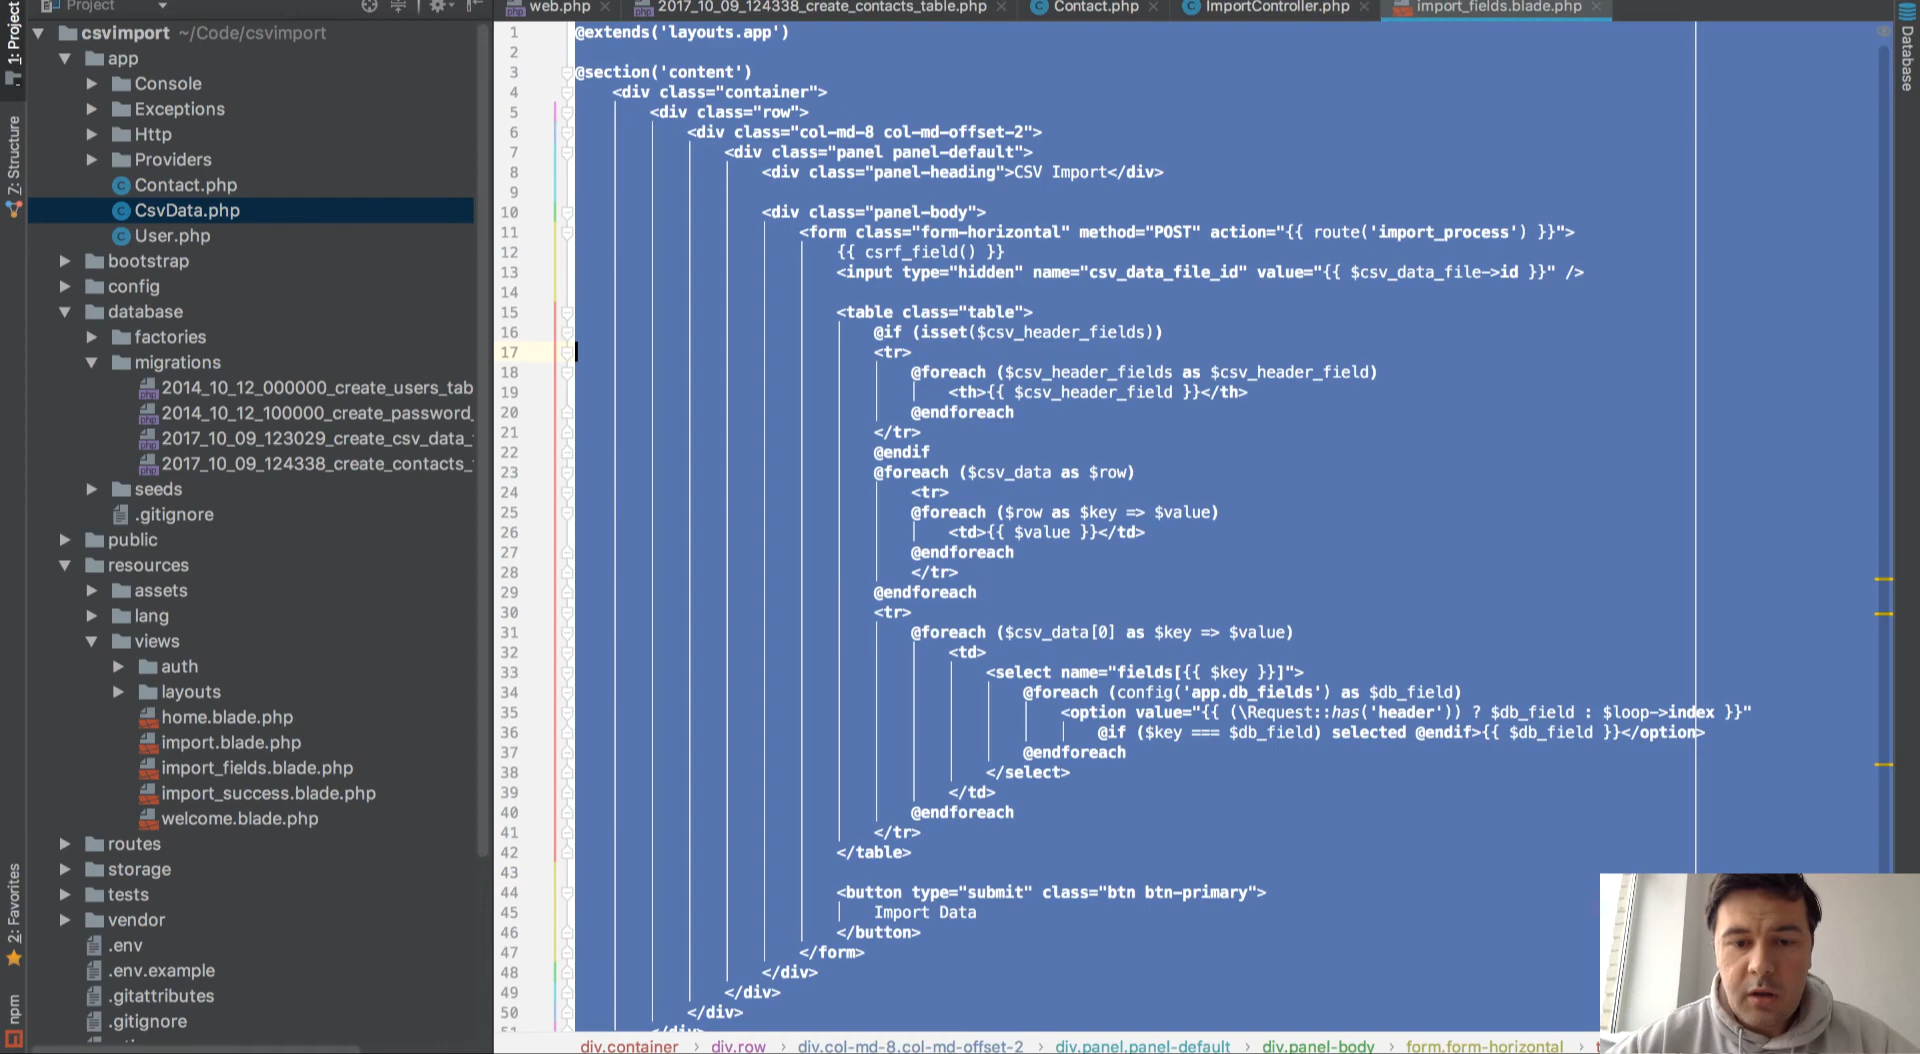 Project
web.php
2017_10_09_124338_create_contacts_table.php
Contact.php
ImportController.php
import_fields.blade.php
1: Project
7: Structure
2: Favorites
npm
Database
csvimport ~/Code/csvimport
app
Console
Exceptions
Http
Providers
Contact.php
CsvData.php
User.php
bootstrap
config
database
factories
migrations
2014_10_12_000000_create_users_tab
2014_10_12_100000_create_password_
2017_10_09_123029_create_csv_data_
2017_10_09_124338_create_contacts_
seeds
.gitignore
public
resources
assets
lang
views
auth
layouts
home.blade.php
import.blade.php
import_fields.blade.php
import_success.blade.php
welcome.blade.php
routes
storage
tests
vendor
.env
.env.example
.gitattributes
.gitignore
1 @extends('layouts.app')
2
3 @section('content')
4 <div class="container">
5 <div class="row">
6 <div class="col-md-8 col-md-offset-2">
7 <div class="panel panel-default">
8 <div class="panel-heading">CSV Import</div>
9
10 <div class="panel-body">
11 <form class="form-horizontal" method="POST" action="{{ route('import_process') }}">
12 {{ csrf_field() }}
13 <input type="hidden" name="csv_data_file_id" value="{{ $csv_data_file->id }}" />
14
15 <table class="table">
16 @if (isset($csv_header_fields))
17 <tr>
18 @foreach ($csv_header_fields as $csv_header_field)
19 <th>{{ $csv_header_field }}</th>
20 @endforeach
21 </tr>
22 @endif
23 @foreach ($csv_data as $row)
24 <tr>
25 @foreach ($row as $key => $value)
26 <td>{{ $value }}</td>
27 @endforeach
28 </tr>
29 @endforeach
30 <tr>
31 @foreach ($csv_data[0] as $key => $value)
32 <td>
33 <select name="fields[{{ $key }}]">
34 @foreach (config('app.db_fields') as $db_field)
35 <option value="{{ (\Request::has('header')) ? $db_field : $loop->index }}"
36 @if ($key === $db_field) selected @endif>{{ $db_field }}</option>
37 @endforeach
38 </select>
39 </td>
40 @endforeach
41 </tr>
42 </table>
43
44 <button type="submit" class="btn btn-primary">
45 Import Data
46 </button>
47 </form>
48 </div>
49 </div>
50 </div>
51 </div>
div.container › div.row › div.col-md-8.col-md-offset-2 › div.panel.panel-default › div.panel-body › form.form-horizontal › t